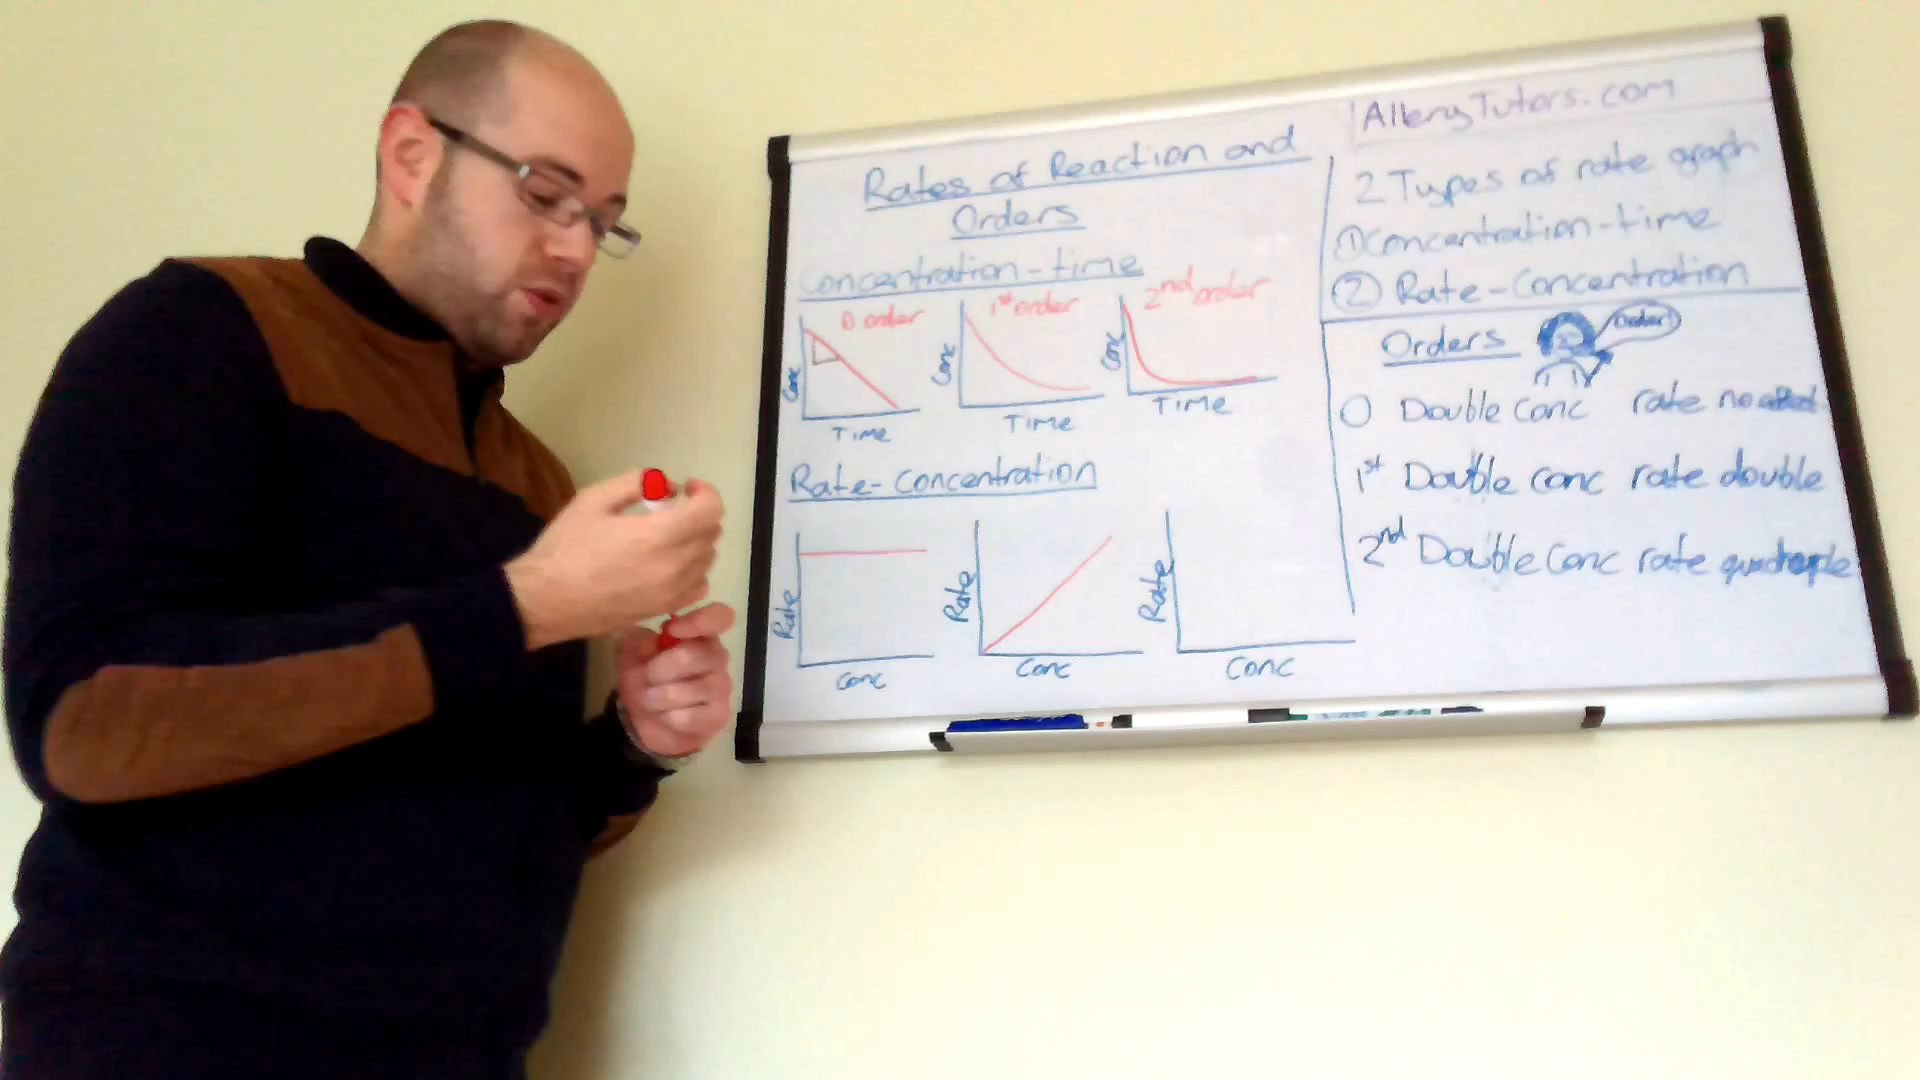 AlleryTutors.com
Rates of Reaction and
Orders
Concentration-time
0 order
1st order
2nd order
Conc
Time
Conc
Time
Conc
Time
Rate-Concentration
Rate
Conc
Rate
Conc
Rate
Conc
2 Types of rate graph
① Concentration-time
② Rate-Concentration
Orders
Order!
0 Double conc rate no
1st Double conc rate double
2nd Double conc rate quadruple